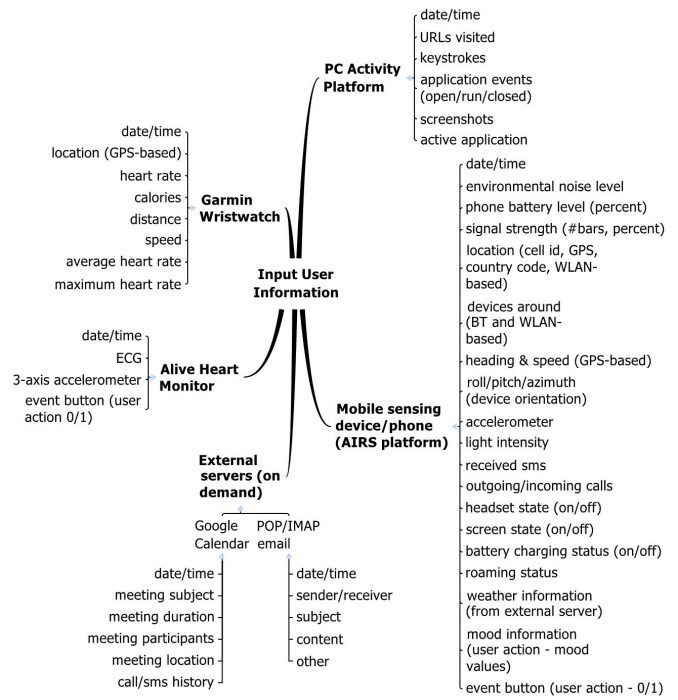 date/time
URLs visited
keystrokes
application events
(open/run/closed)
screenshots
active application
PC Activity
Platform
date/time
location (GPS-based)
heart rate
calories
distance
speed
average heart rate
maximum heart rate
Garmin
Wristwatch
Input User
Information
date/time
ECG
3-axis accelerometer
event button (user
action 0/1)
Alive Heart
Monitor
date/time
environmental noise level
phone battery level (percent)
signal strength (#bars, percent)
location (cell id, GPS,
country code, WLAN-
based)
devices around
(BT and WLAN-
based)
heading & speed (GPS-based)
roll/pitch/azimuth
(device orientation)
accelerometer
light intensity
received sms
outgoing/incoming calls
headset state (on/off)
screen state (on/off)
battery charging status (on/off)
roaming status
weather information
(from external server)
mood information
(user action - mood
values)
event button (user action - 0/1)
Mobile sensing
device/phone
(AIRS platform)
External
servers (on
demand)
Google
Calendar
date/time
meeting subject
meeting duration
meeting participants
meeting location
call/sms history
POP/IMAP
email
date/time
sender/receiver
subject
content
other